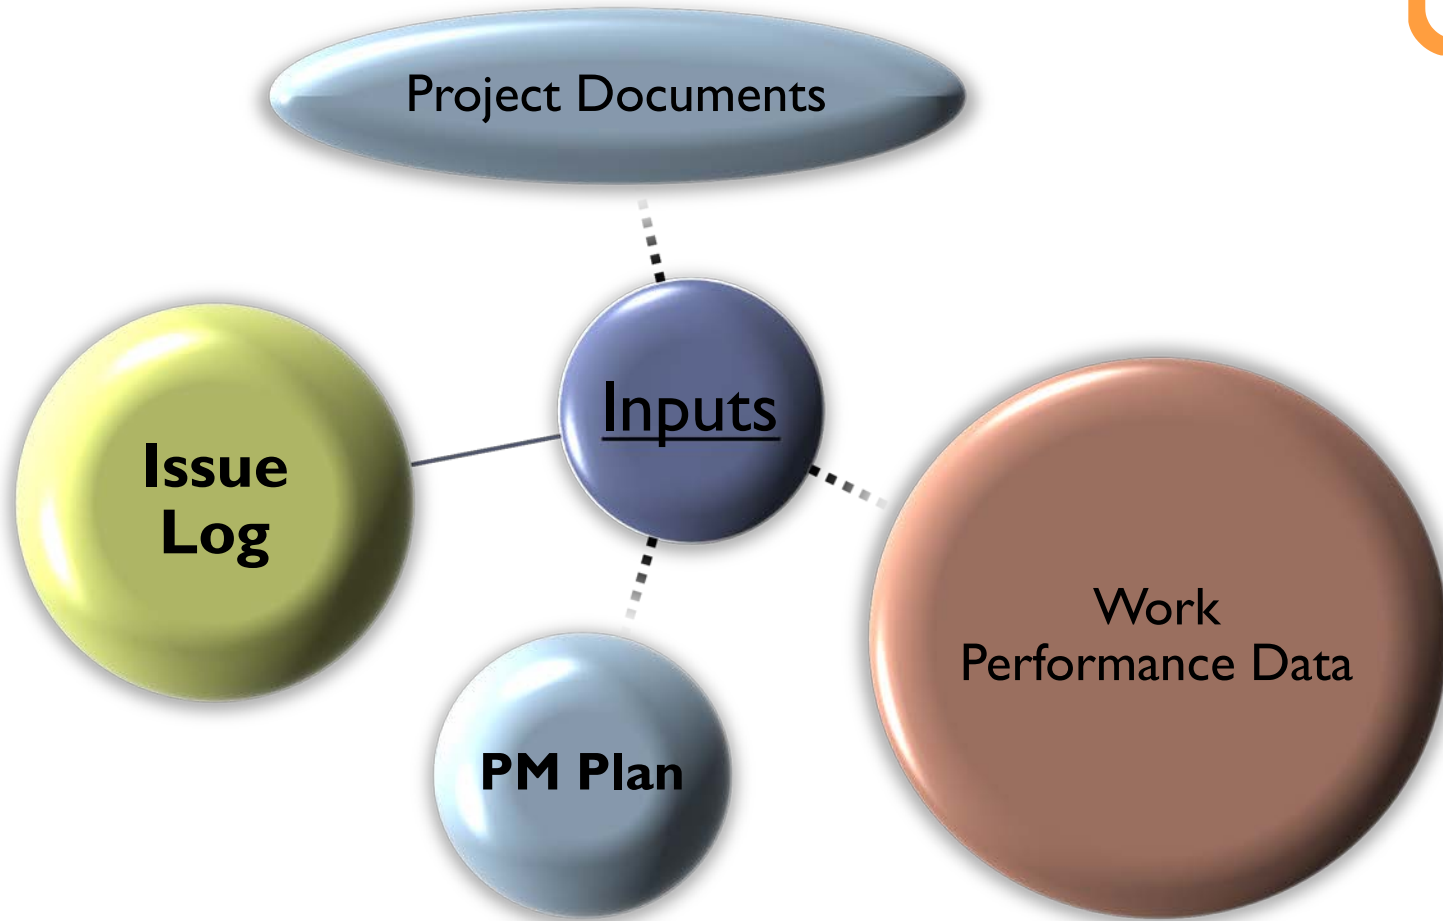 Project Documents
Inputs
Issue
Log
Work
Performance Data
PM Plan